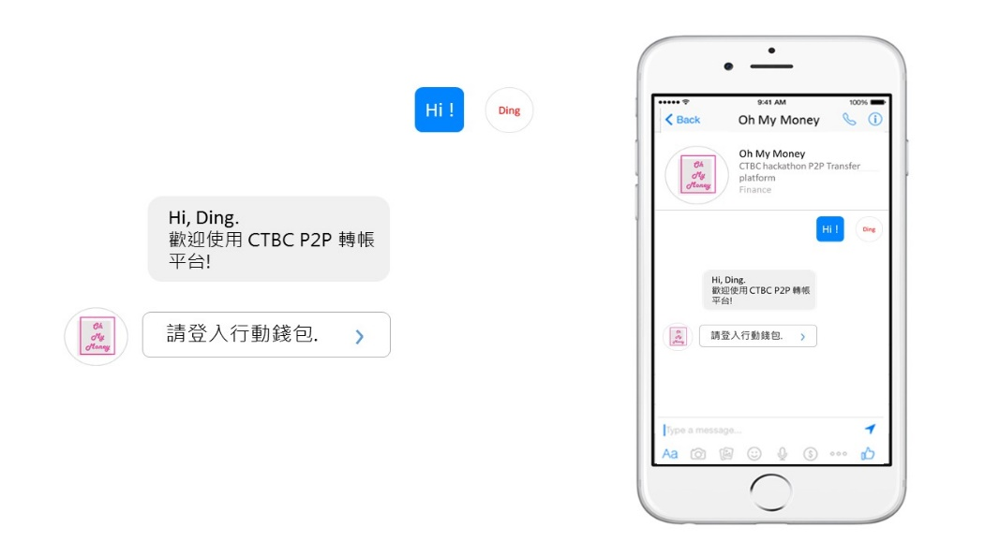 Hi !
Ding
Hi, Ding.
歡迎使用 CTBC P2P 轉帳
平台!
Oh
My
Money
請登入行動錢包.
9:41 AM
100%
Back
Oh My Money
Oh
My
Money
Oh My Money
CTBC hackathon P2P Transfer
platform
Finance
Hi !
Ding
Hi, Ding.
歡迎使用 CTBC P2P 轉帳
平台!
Oh
My
Money
請登入行動錢包.
Type a message...
Aa